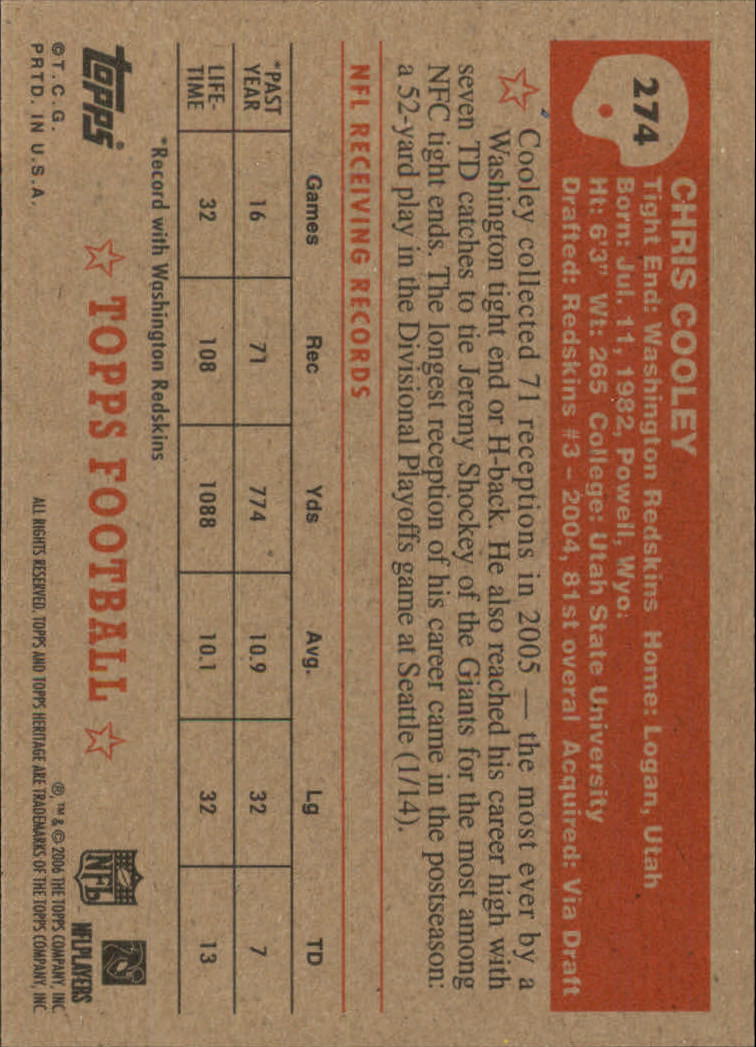 274
CHRIS COOLEY
Tight End: Washington Redskins Home: Logan, Utah
Born: Jul. 11, 1982, Powell, Wyo.
Ht: 6'3" Wt: 265 College: Utah State University
Drafted: Redskins #3 – 2004, 81st overal Acquired: Via Draft
Cooley collected 71 receptions in 2005 — the most ever by a
Washington tight end or H-back. He also reached his career high with
seven TD catches to tie Jeremy Shockey of the Giants for the most among
NFC tight ends. The longest reception of his career came in the postseason:
a 52-yard play in the Divisional Playoffs game at Seattle (1/14).
NFL RECEIVING RECORDS
Games Rec Yds Avg. Lg TD
*PAST YEAR 16 71 774 10.9 32 7
LIFE-TIME 32 108 1088 10.1 32 13
*Record with Washington Redskins
topps®
TOPPS FOOTBALL
NFL
NFL PLAYERS
©T.C.G.
PRTD. IN U.S.A.
®, ™ & © 2006 THE TOPPS COMPANY, INC
ALL RIGHTS RESERVED. TOPPS AND TOPPS HERITAGE ARE TRADEMARKS OF THE TOPPS COMPANY, INC